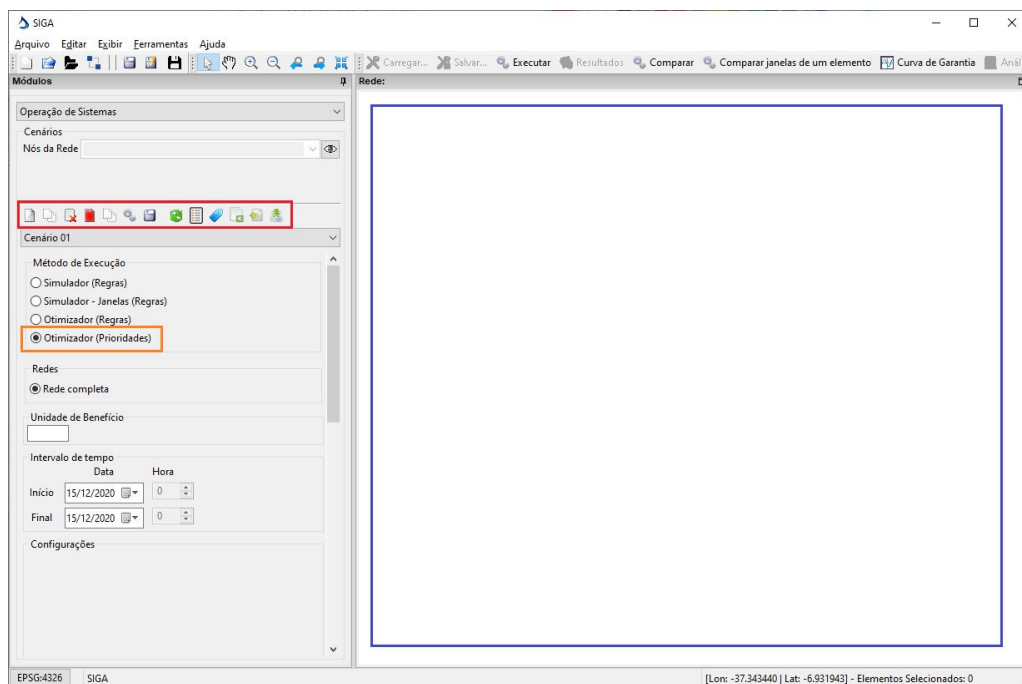 SIGA
Arquivo Editar Exibir Ferramentas Ajuda
Carregar... Salvar... Executar Resultados Comparar Comparar janelas de um elemento Curva de Garantia Anál
Módulos
Rede:
Operação de Sistemas
Cenários
Nós da Rede
Cenário 01
Método de Execução
Simulador (Regras)
Simulador - Janelas (Regras)
Otimizador (Regras)
Otimizador (Prioridades)
Redes
Rede completa
Unidade de Benefício
Intervalo de tempo
Data Hora
Início 15/12/2020 0
Final 15/12/2020 0
Configurações
EPSG:4326 SIGA [Lon: -37.343440 | Lat: -6.931943] - Elementos Selecionados: 0